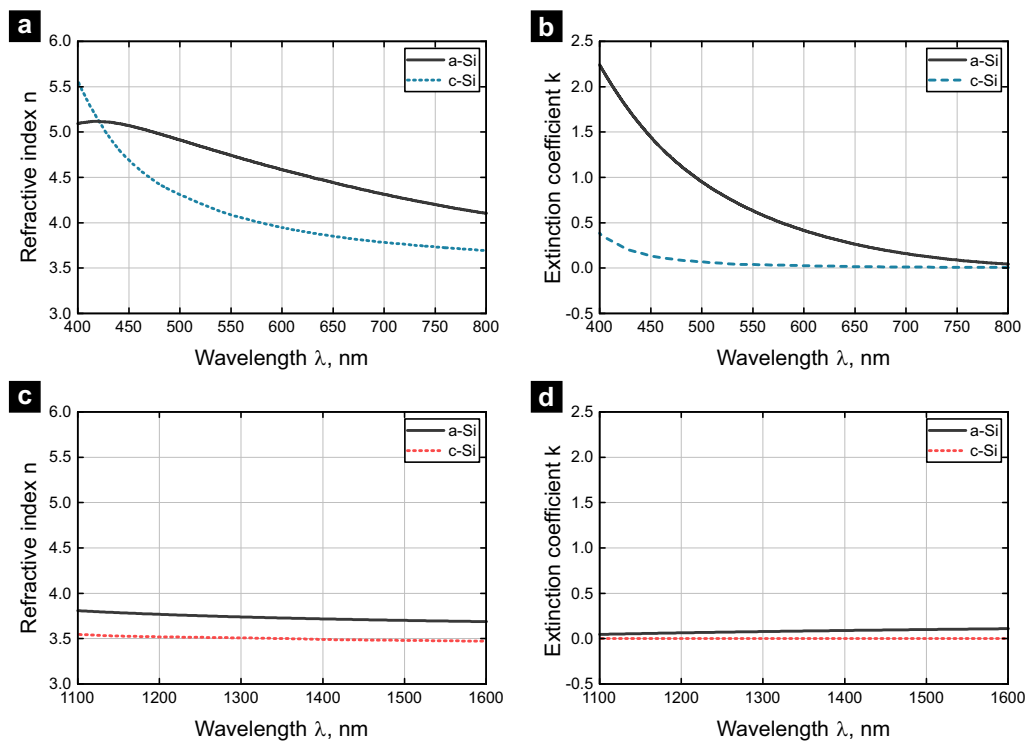 a
6.0
5.5
5.0
4.5
4.0
3.5
3.0
400 450 500 550 600 650 700 750 800
Refractive index n
Wavelength λ, nm
a-Si
c-Si
b
2.5
2.0
1.5
1.0
0.5
0.0
-0.5
400 450 500 550 600 650 700 750 800
Extinction coefficient k
Wavelength λ, nm
a-Si
c-Si
c
6.0
5.5
5.0
4.5
4.0
3.5
3.0
1100 1200 1300 1400 1500 1600
Refractive index n
Wavelength λ, nm
a-Si
c-Si
d
2.5
2.0
1.5
1.0
0.5
0.0
-0.5
1100 1200 1300 1400 1500 1600
Extinction coefficient k
Wavelength λ, nm
a-Si
c-Si